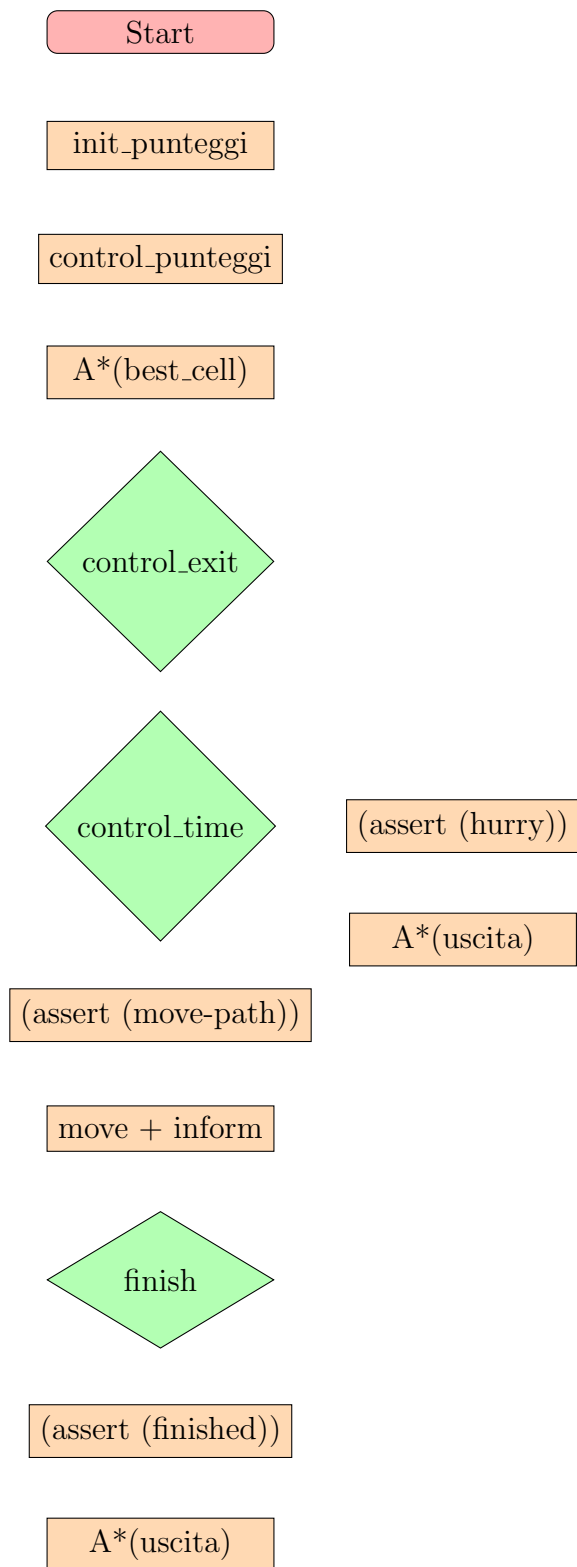 Start
init_punteggi
control_punteggi
A*(best_cell)
control_exit
control_time
(assert (hurry))
A*(uscita)
(assert (move-path))
move + inform
finish
(assert (finished))
A*(uscita)